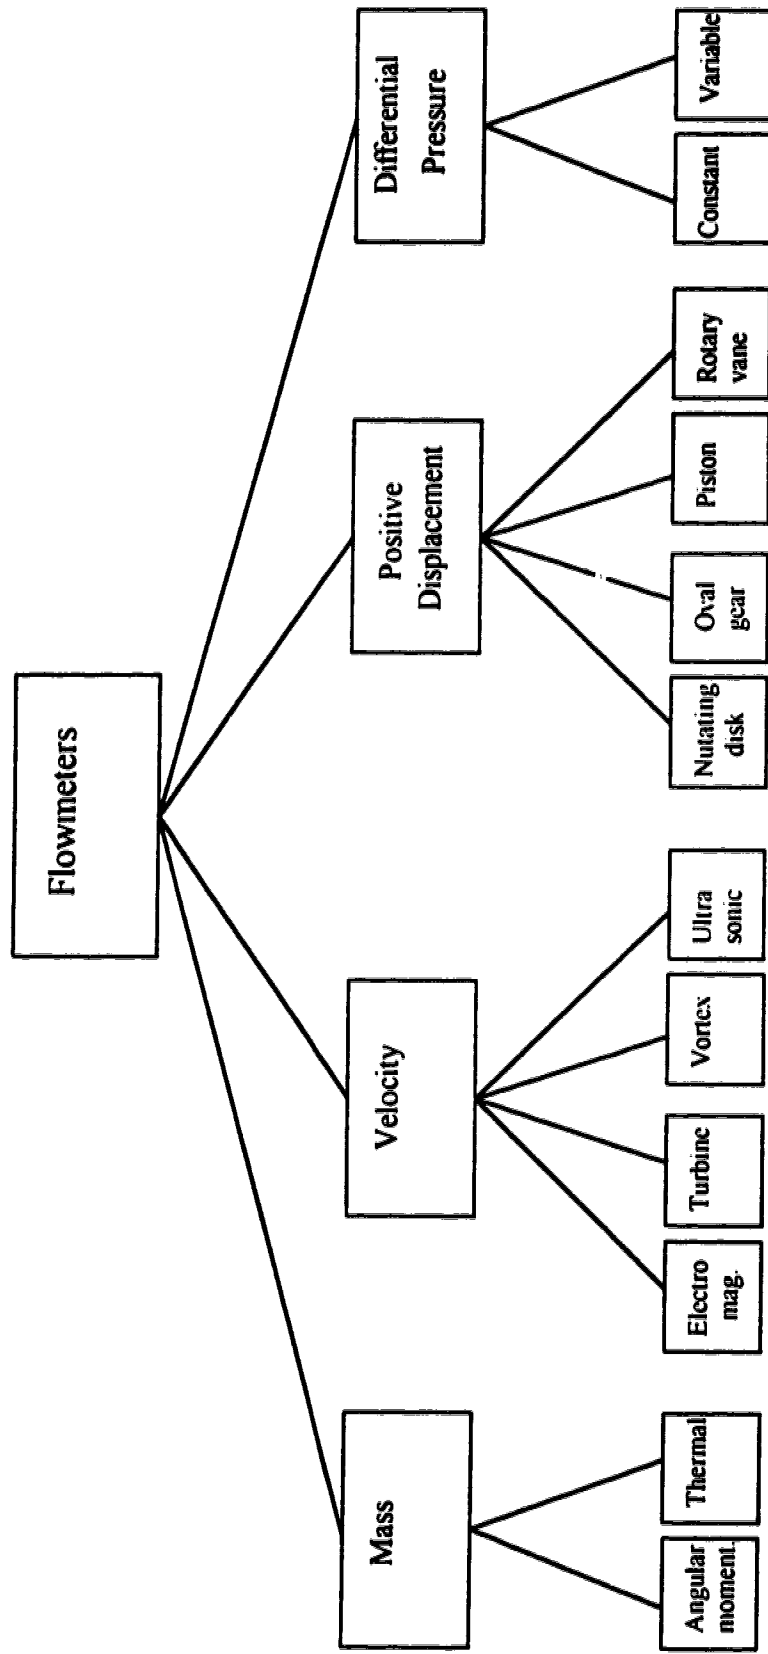 Flowmeters
Mass
Velocity
Positive
Displacement
Differential
Pressure
Angular
moment.
Thermal
Electro
mag.
Turbine
Vortex
Ultra
sonic
Nutating
disk
Oval
gear
Piston
Rotary
vane
Constant
Variable